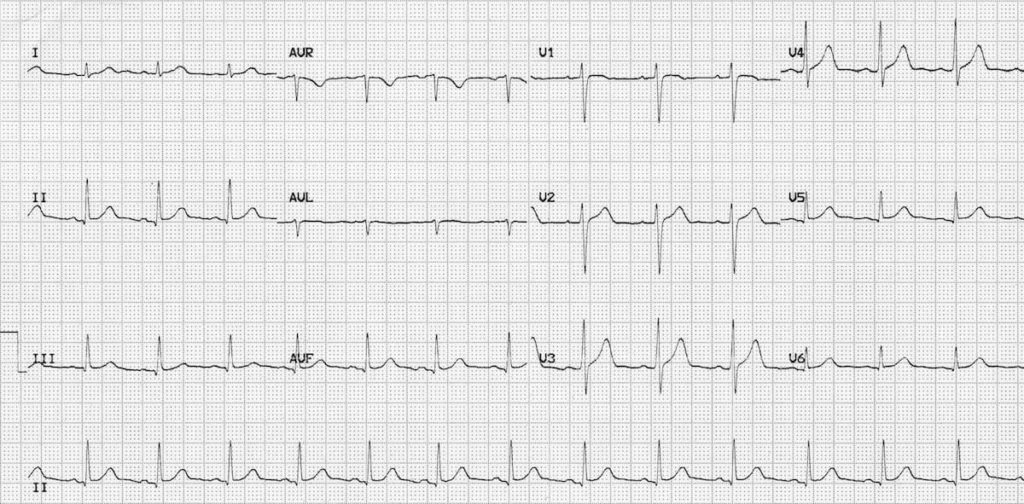 I AVR V1 V4
II AVL V2 V5
III AVF V3 V6
II